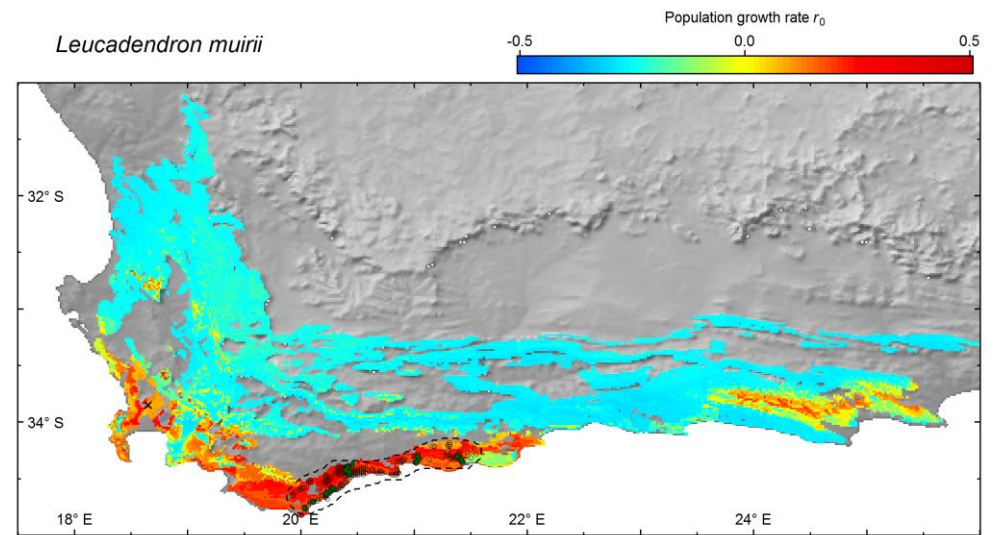 Leucadendron muirii
Population growth rate r0
-0.5 0.0 0.5
32° S
34° S
18° E 20° E 22° E 24° E